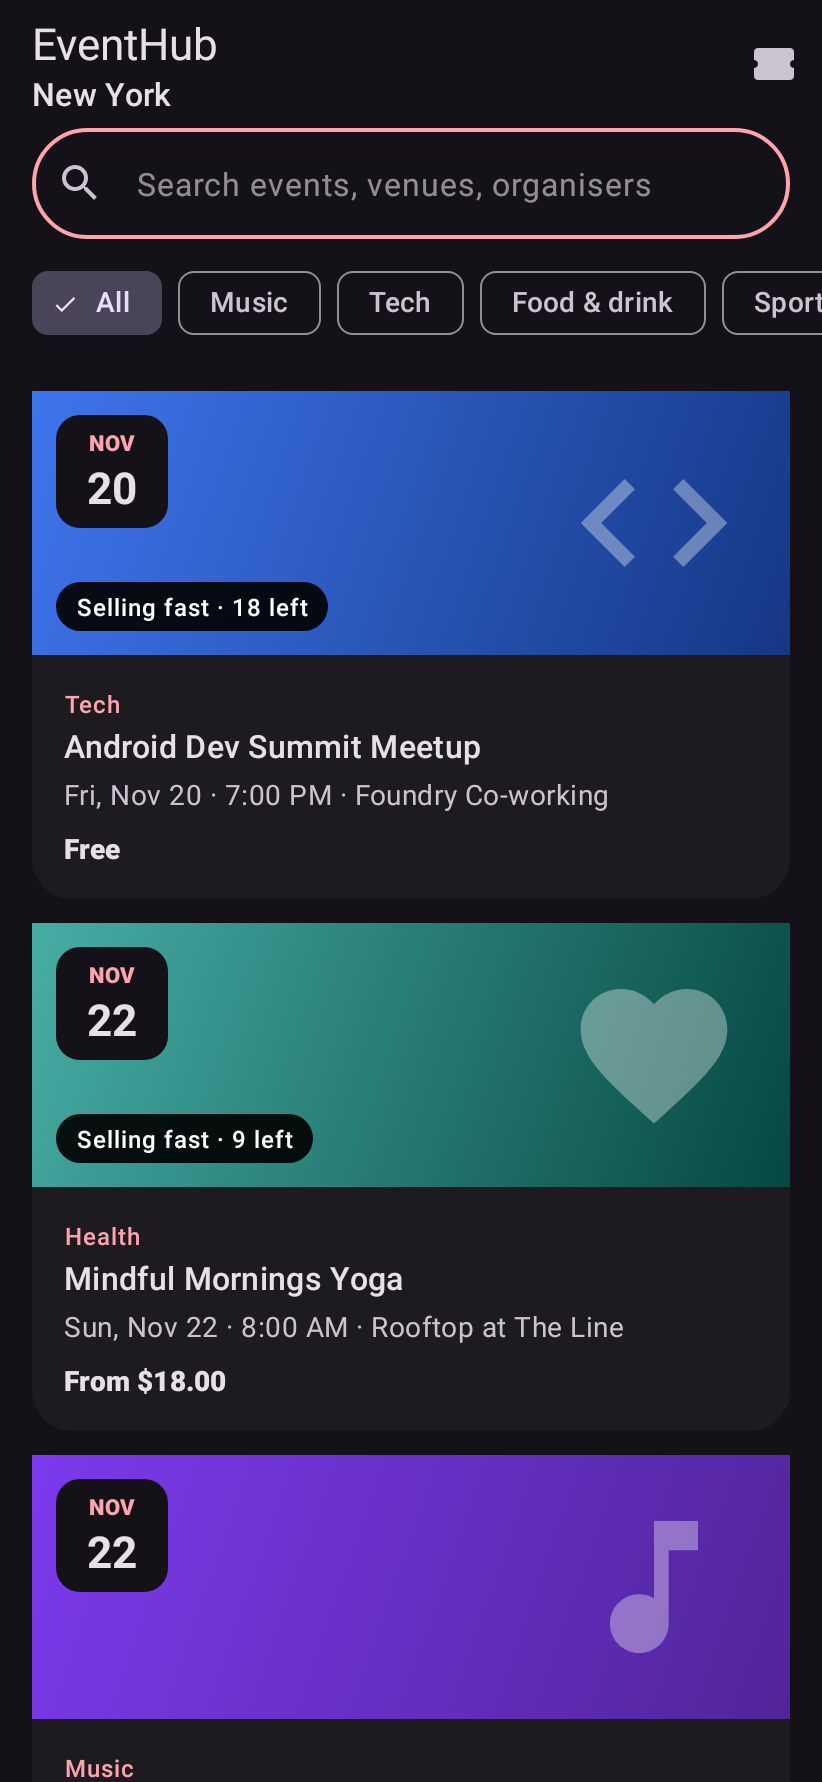 EventHub
New York
Search events, venues, organisers
All
Music
Tech
Food & drink
Sport
NOV
20
Selling fast · 18 left
Tech
Android Dev Summit Meetup
Fri, Nov 20 · 7:00 PM · Foundry Co-working
Free
NOV
22
Selling fast · 9 left
Health
Mindful Mornings Yoga
Sun, Nov 22 · 8:00 AM · Rooftop at The Line
From $18.00
NOV
22
Music